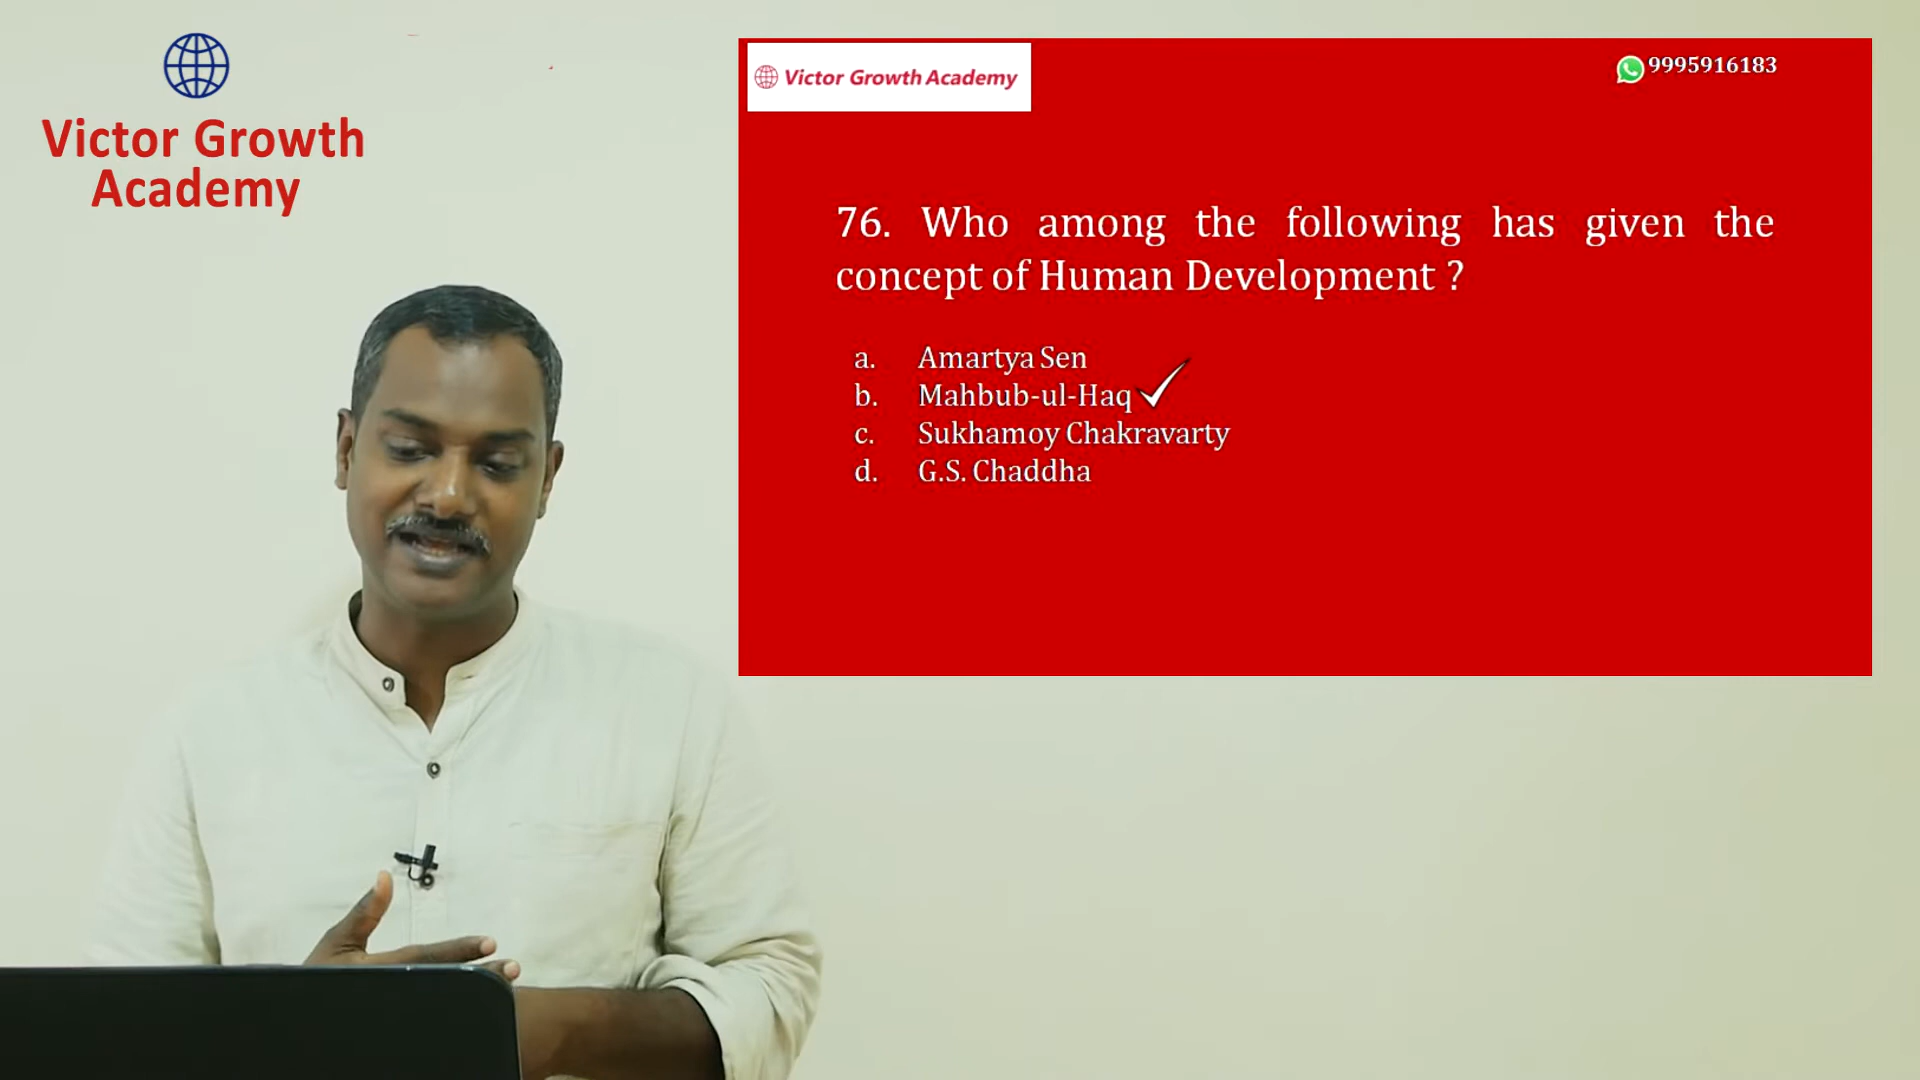 Victor Growth
Academy
Victor Growth Academy
9995916183
76. Who among the following has given the
concept of Human Development ?
a. Amartya Sen
b. Mahbub-ul-Haq
c. Sukhamoy Chakravarty
d. G.S. Chaddha